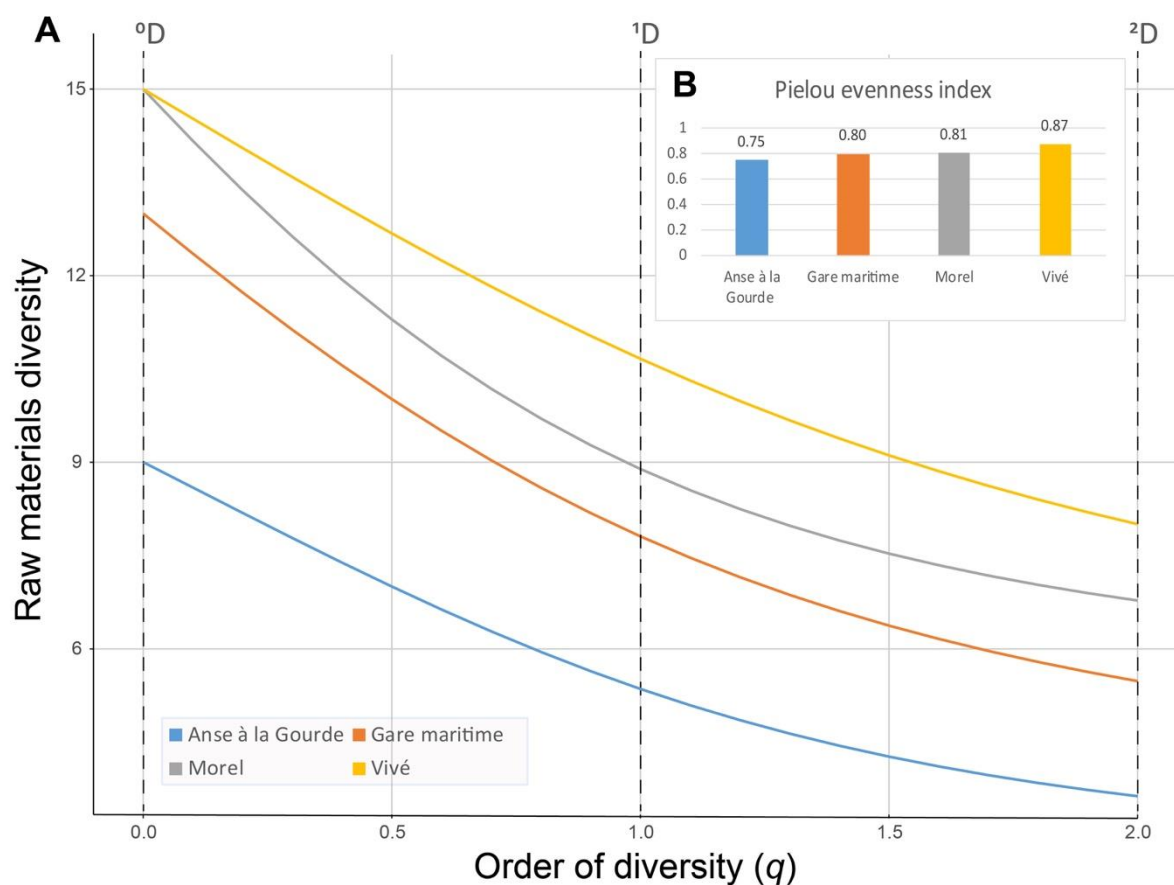 A
⁰D
¹D
²D
B
Pielou evenness index
1
0.8
0.6
0.4
0.2
0
0.75
0.80
0.81
0.87
Anse à la
Gourde
Gare maritime
Morel
Vivé
Raw materials diversity
15
12
9
6
Anse à la Gourde Gare maritime
Morel Vivé
0.0 0.5 1.0 1.5 2.0
Order of diversity (q)